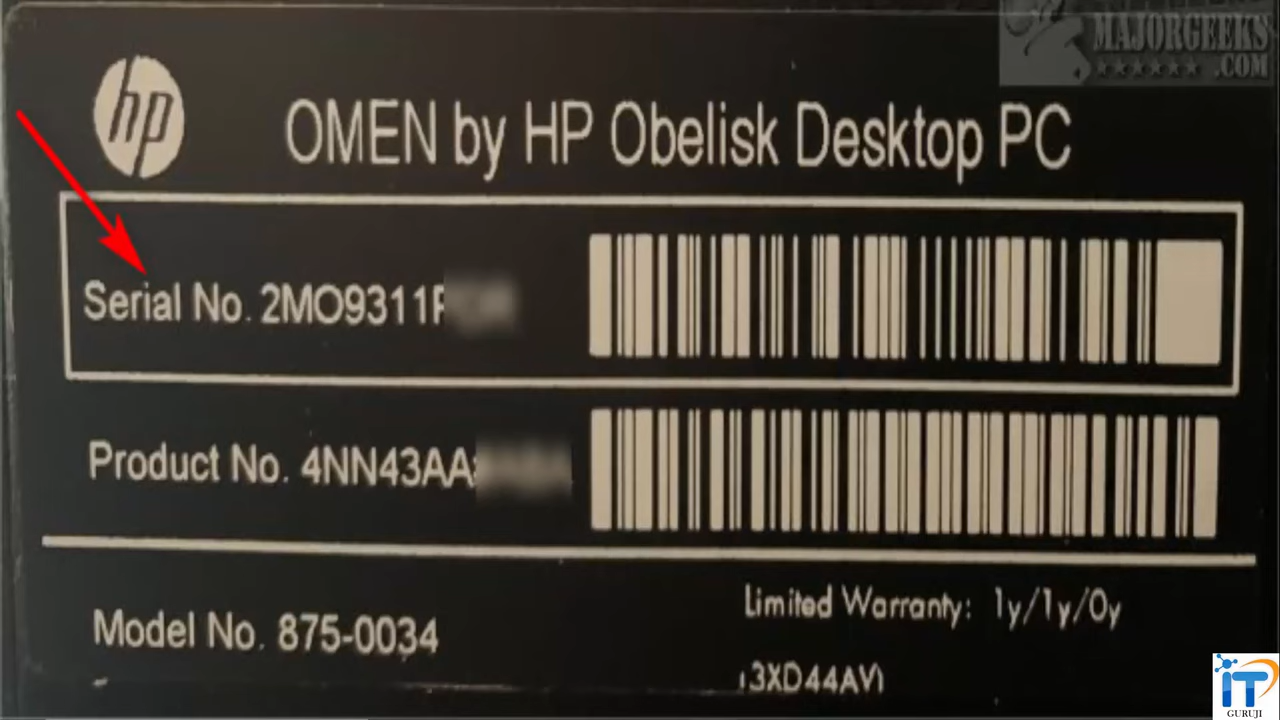 MAJORGEEKS
.COM
hp
OMEN by HP Obelisk Desktop PC
Serial No. 2MO9311
Product No. 4NN43AA
Model No. 875-0034
Limited Warranty: 1y/1y/0y
(3XD44AV)
iT
GURUJI